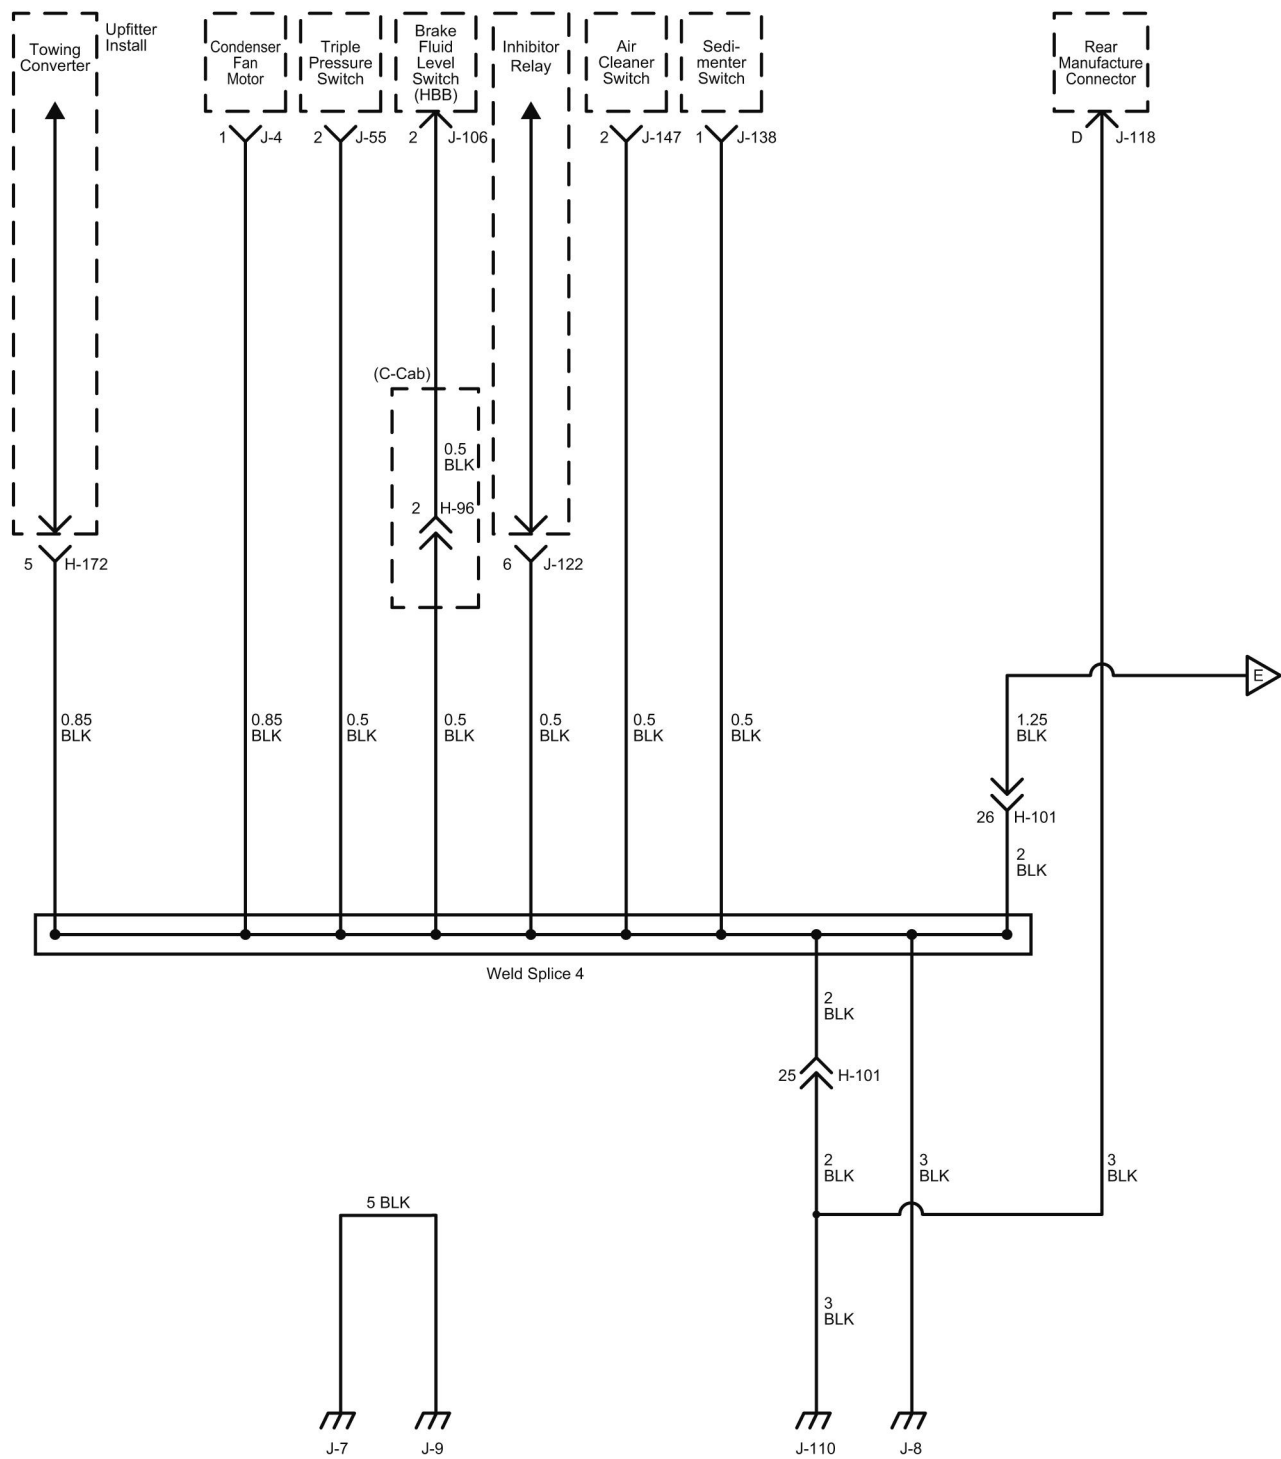 Towing
Converter
Upfitter
Install
Condenser
Fan
Motor
Triple
Pressure
Switch
Brake
Fluid
Level
Switch
(HBB)
Inhibitor
Relay
Air
Cleaner
Switch
Sedi-
menter
Switch
Rear
Manufacture
Connector
1 J-4
2 J-55
2 J-106
2 J-147
1 J-138
D J-118
(C-Cab)
0.5
BLK
2 H-96
5 H-172
6 J-122
E
0.85
BLK
0.85
BLK
0.5
BLK
0.5
BLK
0.5
BLK
0.5
BLK
0.5
BLK
1.25
BLK
26 H-101
2
BLK
Weld Splice 4
2
BLK
25 H-101
2
BLK
3
BLK
3
BLK
5 BLK
3
BLK
J-7
J-9
J-110
J-8